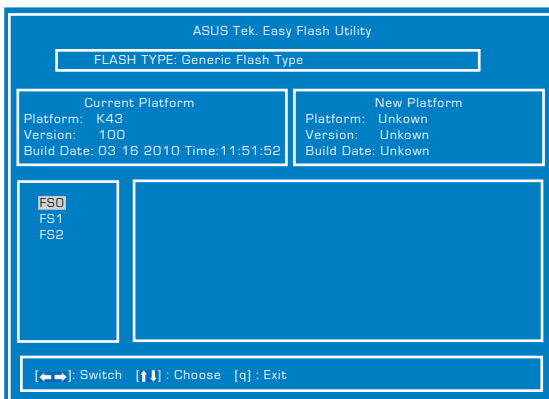 ASUS Tek. Easy Flash Utility
FLASH TYPE: Generic Flash Type
Current Platform
Platform: K43
Version: 100
Build Date: 03 16 2010 Time:11:51:52
New Platform
Platform: Unkown
Version: Unkown
Build Date: Unkown
FS0
FS1
FS2
[←→]: Switch [↑↓] : Choose [q] : Exit